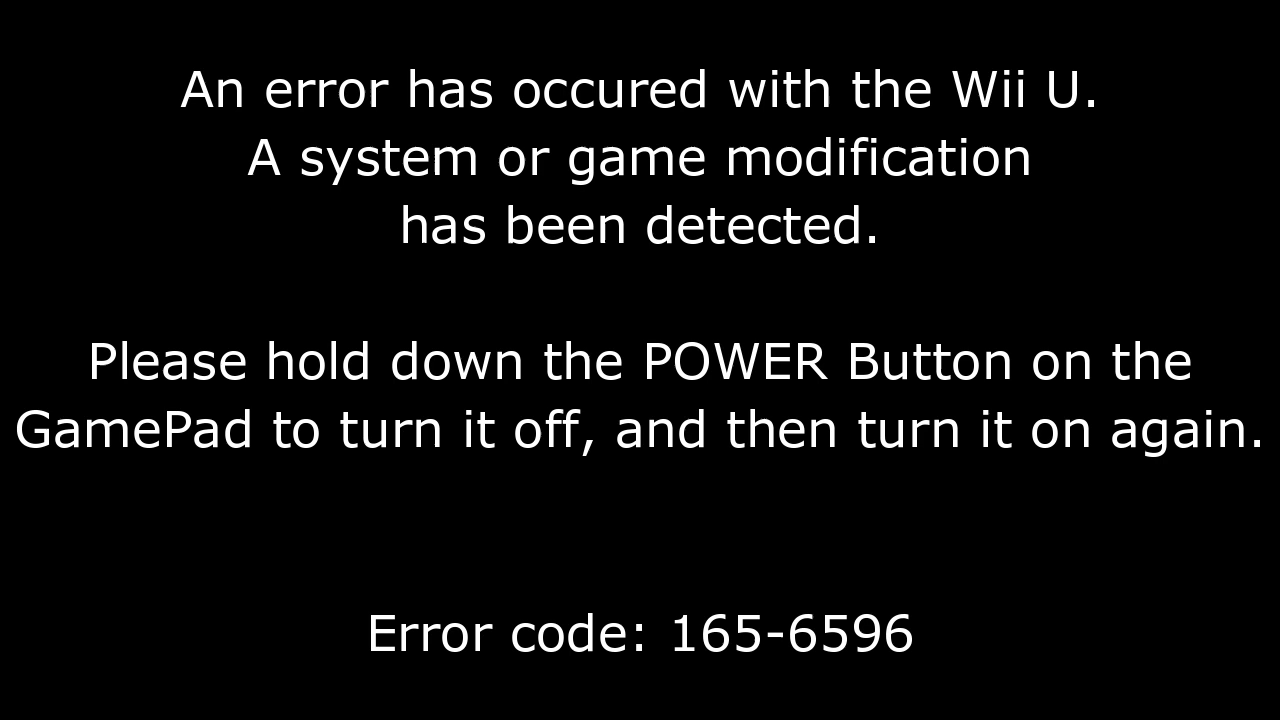 An error has occured with the Wii U.
A system or game modification
has been detected.
Please hold down the POWER Button on the
GamePad to turn it off, and then turn it on again.
Error code: 165-6596